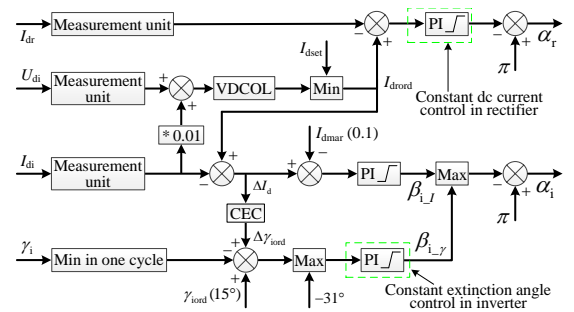 I_dr
Measurement unit
−
+
PI
−
+
α_r
π
U_di
Measurement unit
+
+
VDCOL
I_dset
Min
I_drord
Constant dc current
control in rectifier
* 0.01
I_di
Measurement unit
−
+
ΔI_d
+
−
I_dmar (0.1)
PI
β_i_I
Max
−
+
α_i
π
CEC
Δγ_iord
γ_i
Min in one cycle
−
+
+
γ_iord (15°)
Max
−31°
PI
β_i_γ
Constant extinction angle
control in inverter